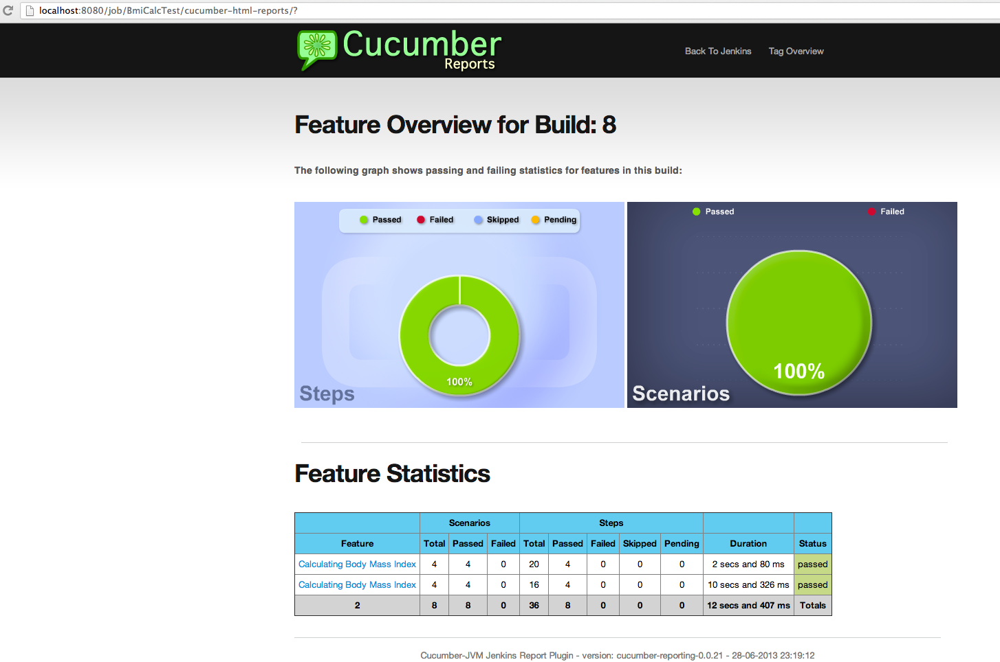 localhost:8080/job/BmiCalcTest/cucumber-html-reports/?
Cucumber
Reports
Back To Jenkins Tag Overview
Feature Overview for Build: 8
The following graph shows passing and failing statistics for features in this build:
Passed Failed Skipped Pending
100%
Steps
Passed Failed
100%
Scenarios
Feature Statistics
Scenarios Steps
Feature Total Passed Failed Total Passed Failed Skipped Pending Duration Status
Calculating Body Mass Index 4 4 0 20 4 0 0 0 2 secs and 80 ms passed
Calculating Body Mass Index 4 4 0 16 4 0 0 0 10 secs and 326 ms passed
2 8 8 0 36 8 0 0 0 12 secs and 407 ms Totals
Cucumber-JVM Jenkins Report Plugin - version: cucumber-reporting-0.0.21 - 28-06-2013 23:19:12